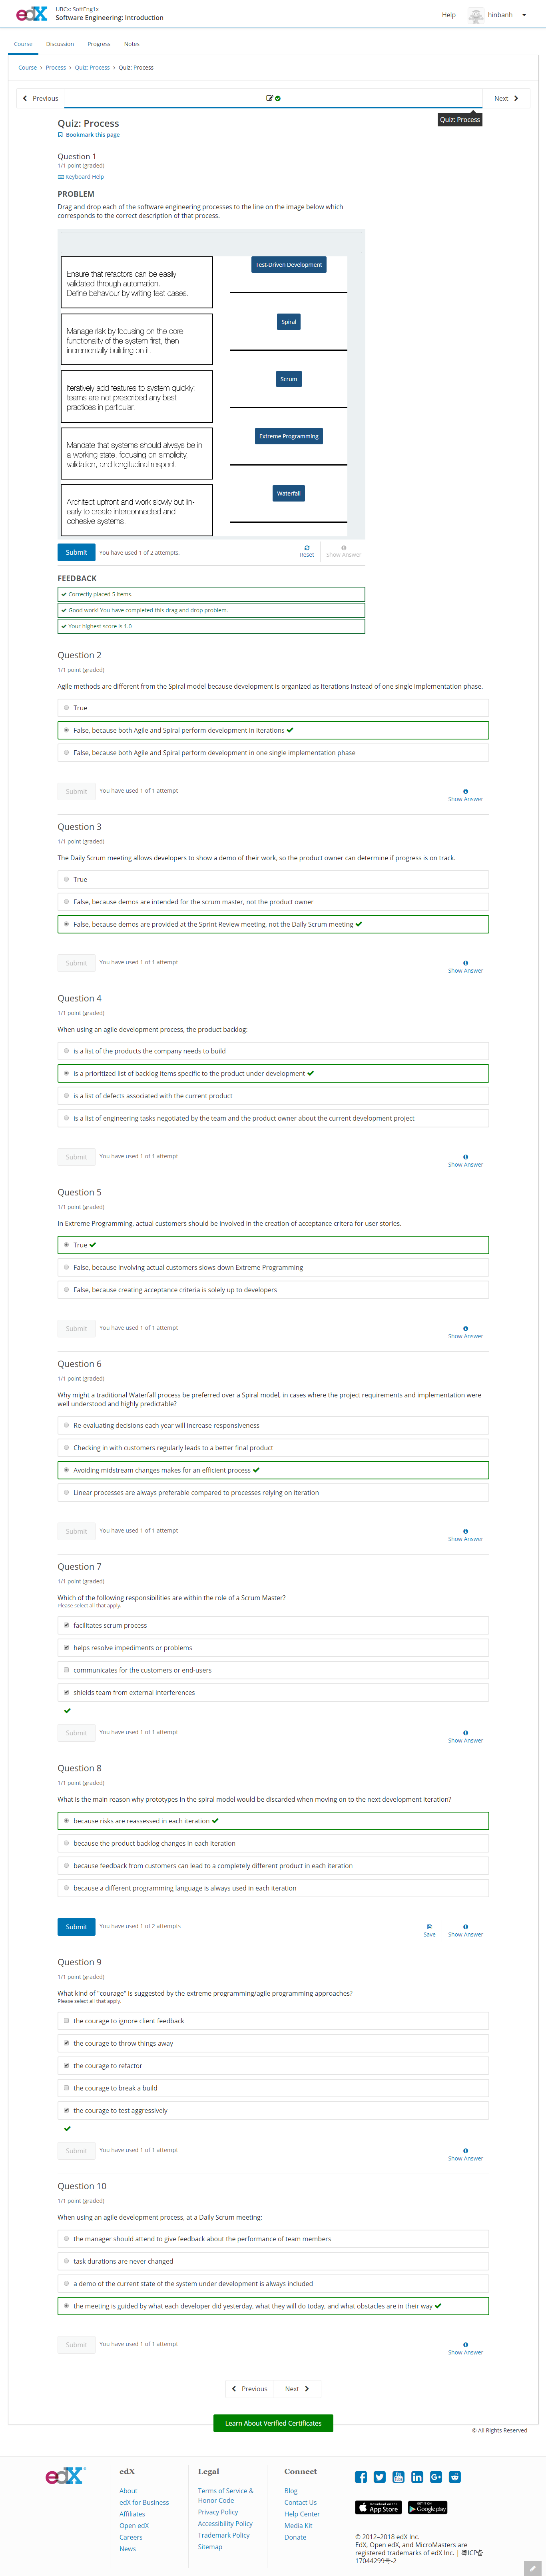 edX
UBCx: SoftEng1x
Software Engineering: Introduction
Help
hinbanh
Course
Discussion
Progress
Notes
Course > Process > Quiz: Process > Quiz: Process
Previous
Next
Quiz: Process
Quiz: Process
Bookmark this page
Question 1
1/1 point (graded)
Keyboard Help
PROBLEM
Drag and drop each of the software engineering processes to the line on the image below which
corresponds to the correct description of that process.
Ensure that refactors can be easily
validated through automation.
Define behaviour by writing test cases.
Test-Driven Development
Manage risk by focusing on the core
functionality of the system first, then
incrementally building on it.
Spiral
Iteratively add features to system quickly;
teams are not prescribed any best
practices in particular.
Scrum
Mandate that systems should always be in
a working state, focusing on simplicity,
validation, and longitudinal respect.
Extreme Programming
Architect upfront and work slowly but lin-
early to create interconnected and
cohesive systems.
Waterfall
Submit
You have used 1 of 2 attempts.
Reset
Show Answer
FEEDBACK
Correctly placed 5 items.
Good work! You have completed this drag and drop problem.
Your highest score is 1.0
Question 2
1/1 point (graded)
Agile methods are different from the Spiral model because development is organized as iterations instead of one single implementation phase.
True
False, because both Agile and Spiral perform development in iterations
False, because both Agile and Spiral perform development in one single implementation phase
Submit
You have used 1 of 1 attempt
Show Answer
Question 3
1/1 point (graded)
The Daily Scrum meeting allows developers to show a demo of their work, so the product owner can determine if progress is on track.
True
False, because demos are intended for the scrum master, not the product owner
False, because demos are provided at the Sprint Review meeting, not the Daily Scrum meeting
Submit
You have used 1 of 1 attempt
Show Answer
Question 4
1/1 point (graded)
When using an agile development process, the product backlog:
is a list of the products the company needs to build
is a prioritized list of backlog items specific to the product under development
is a list of defects associated with the current product
is a list of engineering tasks negotiated by the team and the product owner about the current development project
Submit
You have used 1 of 1 attempt
Show Answer
Question 5
1/1 point (graded)
In Extreme Programming, actual customers should be involved in the creation of acceptance critera for user stories.
True
False, because involving actual customers slows down Extreme Programming
False, because creating acceptance criteria is solely up to developers
Submit
You have used 1 of 1 attempt
Show Answer
Question 6
1/1 point (graded)
Why might a traditional Waterfall process be preferred over a Spiral model, in cases where the project requirements and implementation were
well understood and highly predictable?
Re-evaluating decisions each year will increase responsiveness
Checking in with customers regularly leads to a better final product
Avoiding midstream changes makes for an efficient process
Linear processes are always preferable compared to processes relying on iteration
Submit
You have used 1 of 1 attempt
Show Answer
Question 7
1/1 point (graded)
Which of the following responsibilities are within the role of a Scrum Master?
Please select all that apply.
facilitates scrum process
helps resolve impediments or problems
communicates for the customers or end-users
shields team from external interferences
Submit
You have used 1 of 1 attempt
Show Answer
Question 8
1/1 point (graded)
What is the main reason why prototypes in the spiral model would be discarded when moving on to the next development iteration?
because risks are reassessed in each iteration
because the product backlog changes in each iteration
because feedback from customers can lead to a completely different product in each iteration
because a different programming language is always used in each iteration
Submit
You have used 1 of 2 attempts
Save
Show Answer
Question 9
1/1 point (graded)
What kind of "courage" is suggested by the extreme programming/agile programming approaches?
Please select all that apply.
the courage to ignore client feedback
the courage to throw things away
the courage to refactor
the courage to break a build
the courage to test aggressively
Submit
You have used 1 of 1 attempt
Show Answer
Question 10
1/1 point (graded)
When using an agile development process, at a Daily Scrum meeting:
the manager should attend to give feedback about the performance of team members
task durations are never changed
a demo of the current state of the system under development is always included
the meeting is guided by what each developer did yesterday, what they will do today, and what obstacles are in their way
Submit
You have used 1 of 1 attempt
Show Answer
Previous
Next
Learn About Verified Certificates
© All Rights Reserved
edX
edX
About
edX for Business
Affiliates
Open edX
Careers
News
Legal
Terms of Service &
Honor Code
Privacy Policy
Accessibility Policy
Trademark Policy
Sitemap
Connect
Blog
Contact Us
Help Center
Media Kit
Donate
Download on the
App Store
GET IT ON
Google play
© 2012–2018 edX Inc.
EdX, Open edX, and MicroMasters are
registered trademarks of edX Inc. | 粤ICP备
17044299号-2